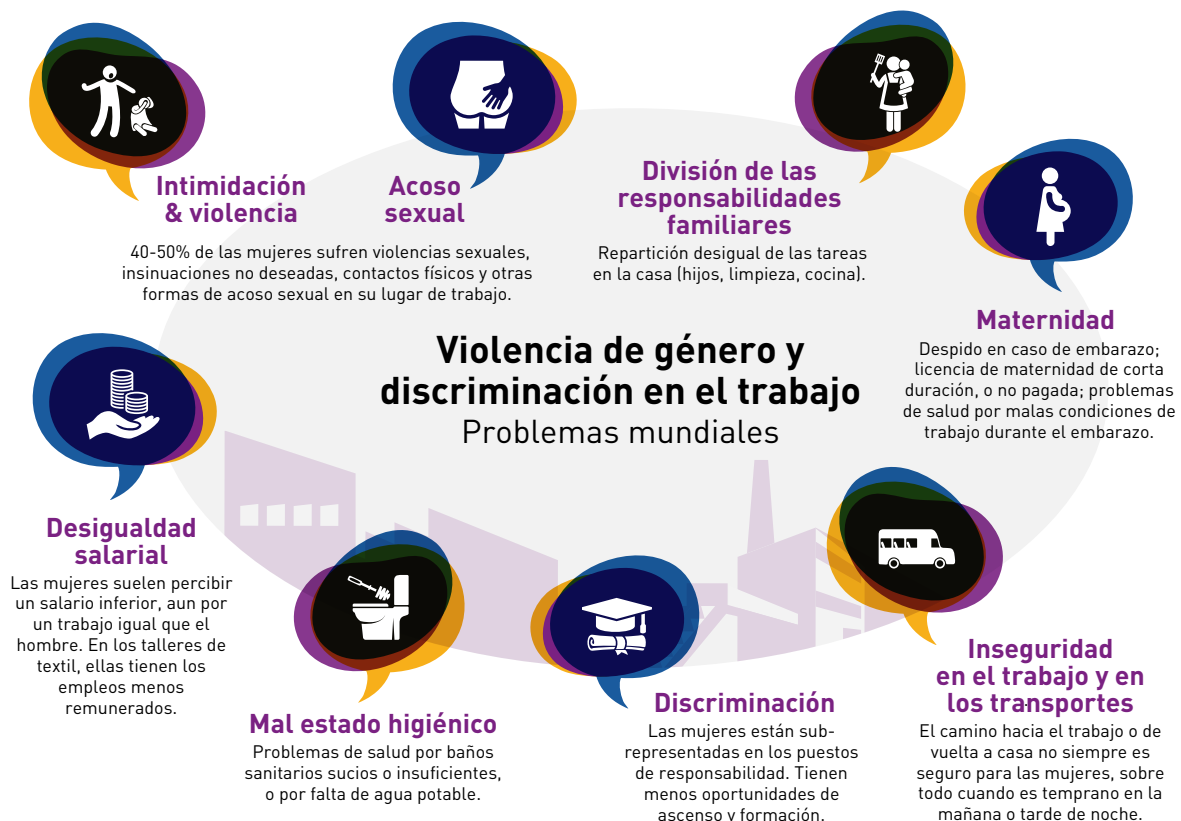 Intimidación
& violencia
Acoso
sexual
40-50% de las mujeres sufren violencias sexuales,
insinuaciones no deseadas, contactos físicos y otras
formas de acoso sexual en su lugar de trabajo.
División de las
responsabilidades
familiares
Repartición desigual de las tareas
en la casa (hijos, limpieza, cocina).
Maternidad
Despido en caso de embarazo;
licencia de maternidad de corta
duración, o no pagada; problemas
de salud por malas condiciones de
trabajo durante el embarazo.
Violencia de género y
discriminación en el trabajo
Problemas mundiales
Desigualdad
salarial
Las mujeres suelen percibir
un salario inferior, aun por
un trabajo igual que el
hombre. En los talleres de
textil, ellas tienen los
empleos menos
remunerados.
Mal estado higiénico
Problemas de salud por baños
sanitarios sucios o insuficientes,
o por falta de agua potable.
Discriminación
Las mujeres están sub-
representadas en los puestos
de responsabilidad. Tienen
menos oportunidades de
ascenso y formación.
Inseguridad
en el trabajo y en
los transportes
El camino hacia el trabajo o de
vuelta a casa no siempre es
seguro para las mujeres, sobre
todo cuando es temprano en la
mañana o tarde de noche.